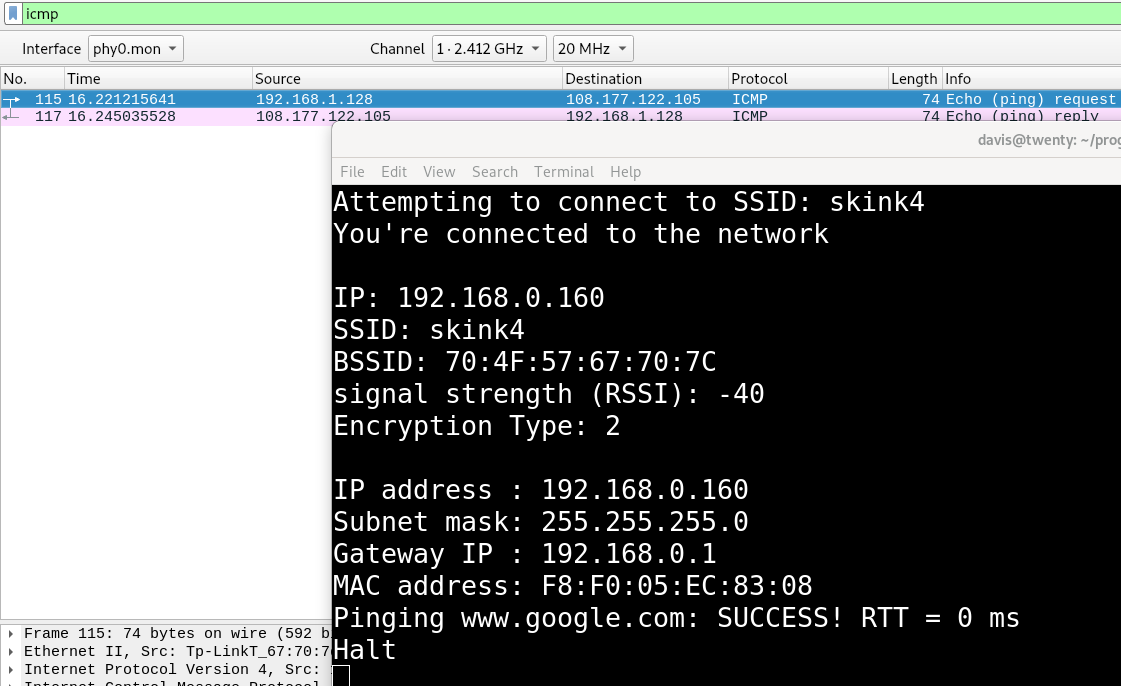 icmp
Interface phy0.mon Channel 1 · 2.412 GHz 20 MHz
No. Time Source Destination Protocol Length Info
115 16.221215641 192.168.1.128 108.177.122.105 ICMP 74 Echo (ping) request
117 16.245035528 108.177.122.105 192.168.1.128 ICMP 74 Echo (ping) reply
davis@twenty: ~/prog
File Edit View Search Terminal Help
Attempting to connect to SSID: skink4
You're connected to the network
IP: 192.168.0.160
SSID: skink4
BSSID: 70:4F:57:67:70:7C
signal strength (RSSI): -40
Encryption Type: 2
IP address : 192.168.0.160
Subnet mask: 255.255.255.0
Gateway IP : 192.168.0.1
MAC address: F8:F0:05:EC:83:08
Pinging www.google.com: SUCCESS! RTT = 0 ms
Halt
Frame 115: 74 bytes on wire (592 b
Ethernet II, Src: Tp-LinkT_67:70:7
Internet Protocol Version 4, Src:
Internet Control Message Protocol